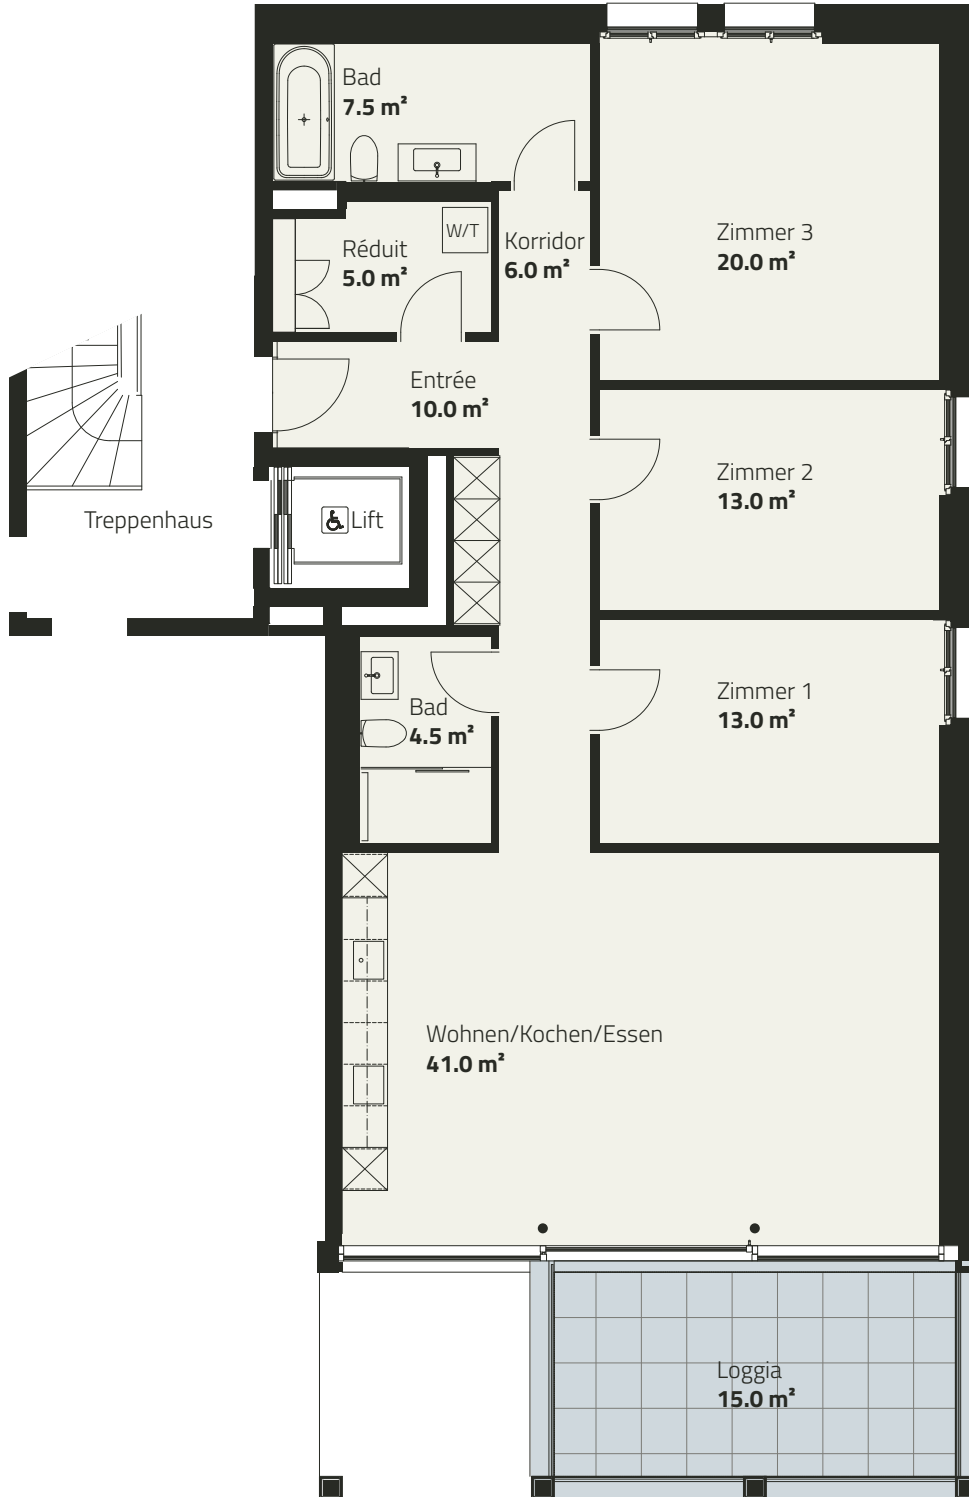 Bad
7.5 m²
Réduit
5.0 m²
W/T
Korridor
6.0 m²
Zimmer 3
20.0 m²
Entrée
10.0 m²
Zimmer 2
13.0 m²
Treppenhaus
Lift
Bad
4.5 m²
Zimmer 1
13.0 m²
Wohnen/Kochen/Essen
41.0 m²
Loggia
15.0 m²